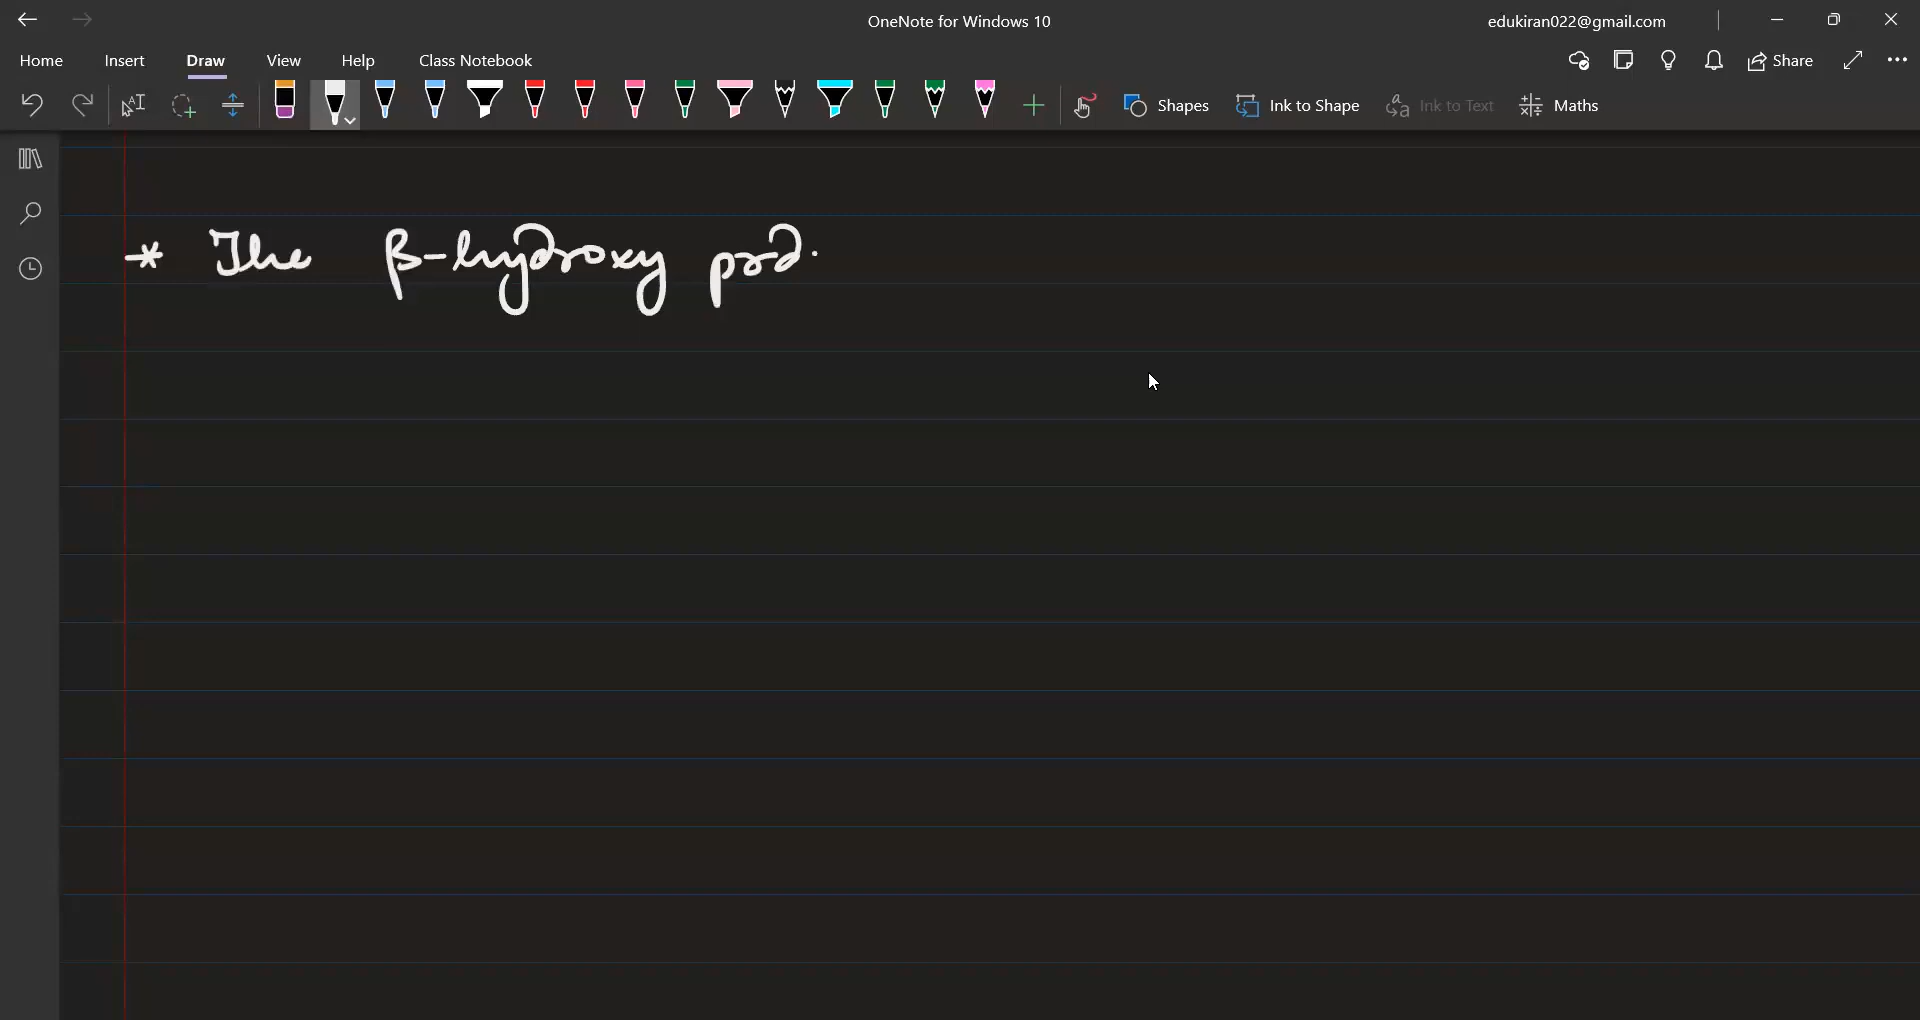 OneNote for Windows 10
edukiran022@gmail.com
Home Insert Draw View Help Class Notebook
Share
Shapes Ink to Shape Ink to Text Maths
* The β-hydroxy prd.